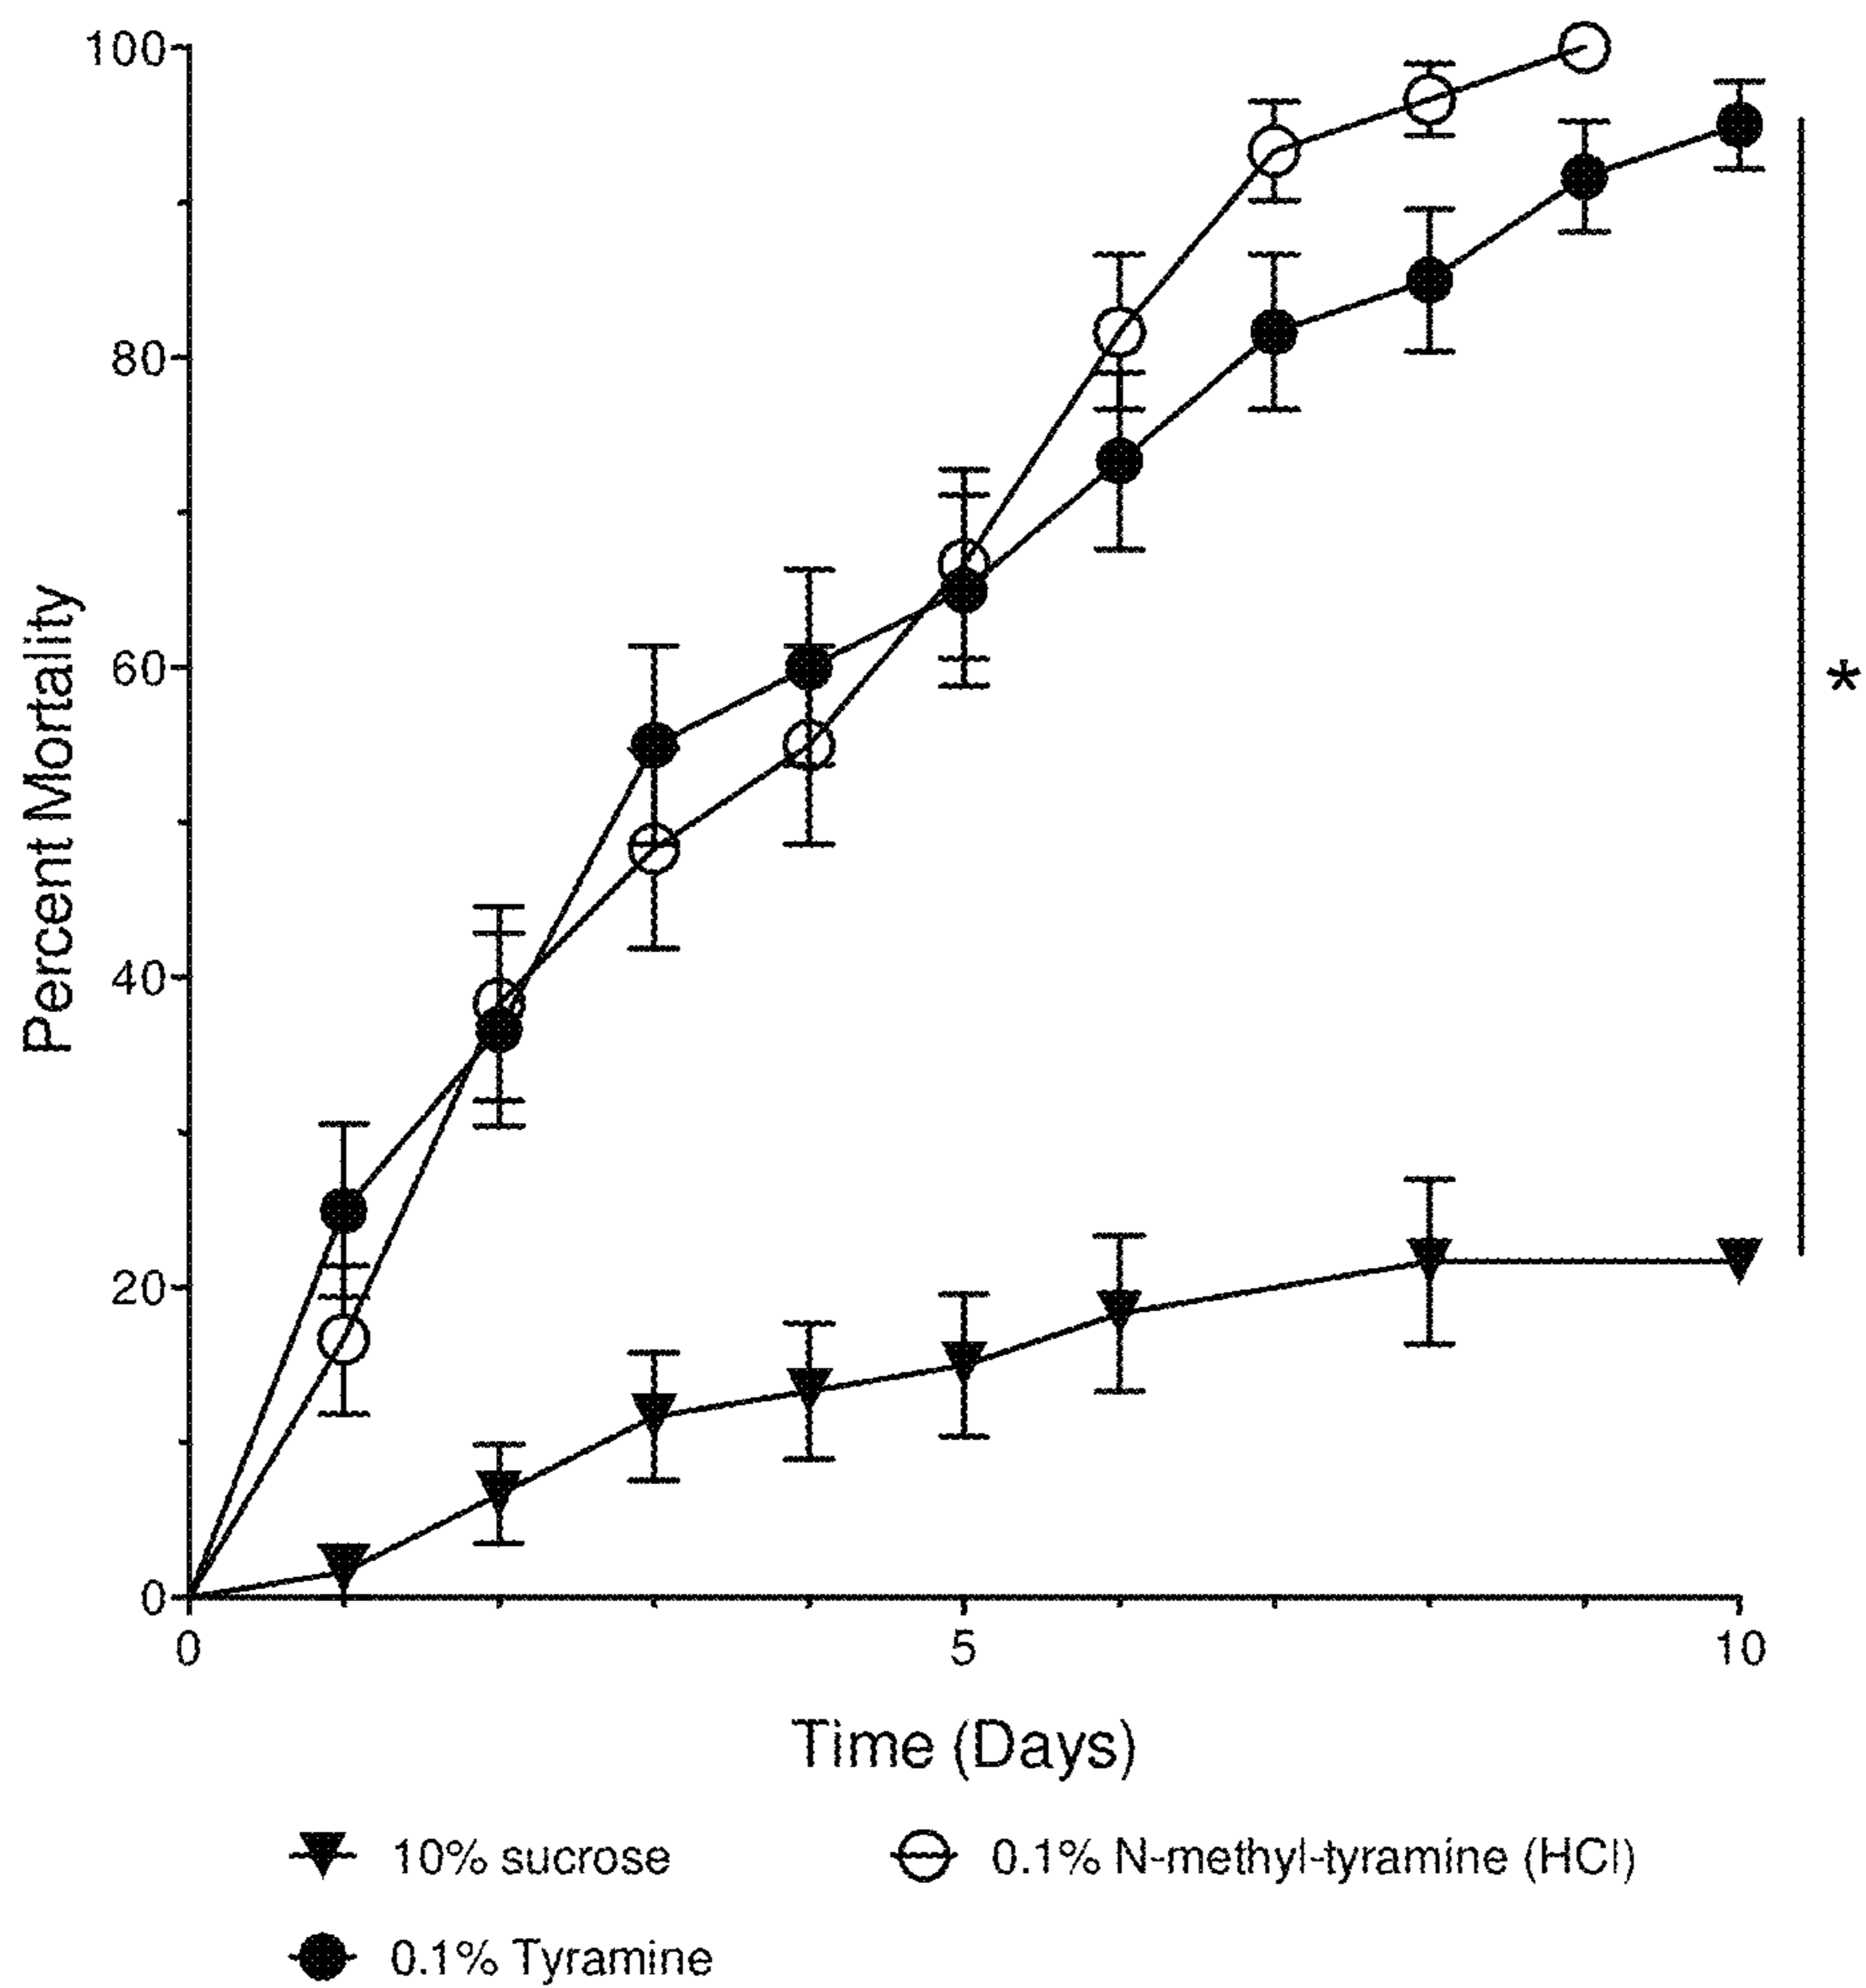 100
80
60
40
20
0
Percent Mortality
*
0 5 10
Time (Days)
10% sucrose
0.1% N-methyl-tyramine (HCl)
0.1% Tyramine